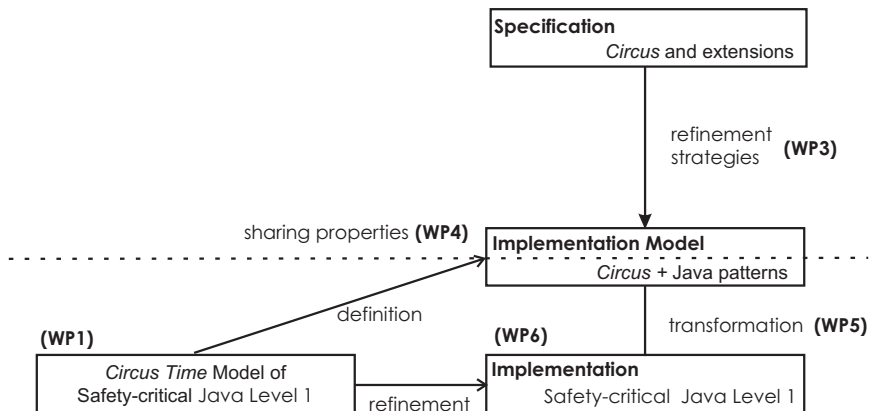 Specification
Circus and extensions
refinement
strategies (WP3)
sharing properties (WP4)
Implementation Model
Circus + Java patterns
definition
transformation (WP5)
(WP1)
(WP6)
Circus Time Model of
Safety-critical Java Level 1
Implementation
Safety-critical Java Level 1
refinement